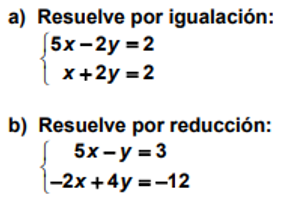 a) Resuelve por igualación:
5x – 2y = 2
x + 2y = 2
b) Resuelve por reducción:
5x – y = 3
–2x + 4y = –12